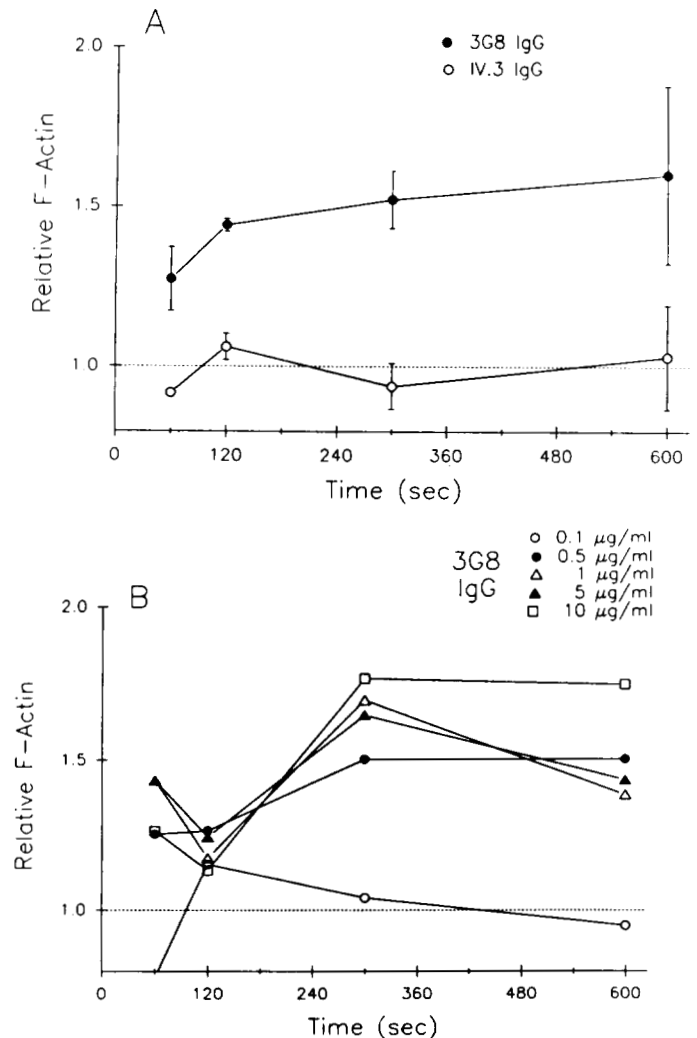 A
● 3G8 IgG
○ IV.3 IgG
2.0
1.5
1.0
Relative F-Actin
0 120 240 360 480 600
Time (sec)
B
3G8
IgG
○ 0.1 μg/ml
● 0.5 μg/ml
△ 1 μg/ml
▲ 5 μg/ml
□ 10 μg/ml
2.0
1.5
1.0
Relative F-Actin
0 120 240 360 480 600
Time (sec)